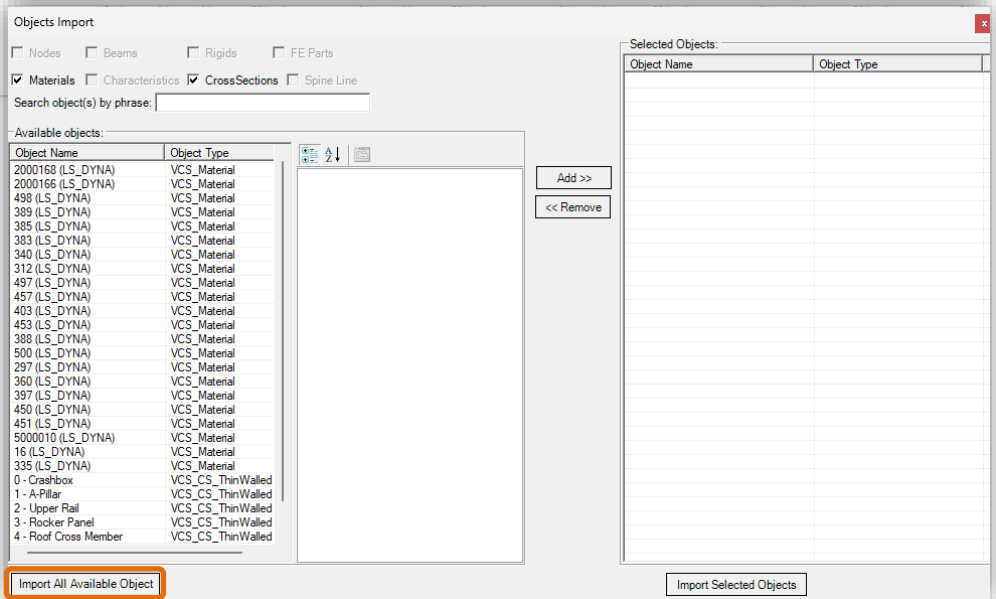 Objects Import
x
Nodes Beams Rigids FE Parts
Materials Characteristics CrossSections Spine Line
Search object(s) by phrase:
Available objects:
Object Name Object Type
2000168 (LS_DYNA) VCS_Material
2000166 (LS_DYNA) VCS_Material
498 (LS_DYNA) VCS_Material
389 (LS_DYNA) VCS_Material
385 (LS_DYNA) VCS_Material
383 (LS_DYNA) VCS_Material
340 (LS_DYNA) VCS_Material
312 (LS_DYNA) VCS_Material
497 (LS_DYNA) VCS_Material
457 (LS_DYNA) VCS_Material
403 (LS_DYNA) VCS_Material
453 (LS_DYNA) VCS_Material
388 (LS_DYNA) VCS_Material
500 (LS_DYNA) VCS_Material
297 (LS_DYNA) VCS_Material
360 (LS_DYNA) VCS_Material
397 (LS_DYNA) VCS_Material
450 (LS_DYNA) VCS_Material
451 (LS_DYNA) VCS_Material
5000010 (LS_DYNA) VCS_Material
16 (LS_DYNA) VCS_Material
335 (LS_DYNA) VCS_Material
0 - Crashbox VCS_CS_ThinWalled
1 - A-Pillar VCS_CS_ThinWalled
2 - Upper Rail VCS_CS_ThinWalled
3 - Rocker Panel VCS_CS_ThinWalled
4 - Roof Cross Member VCS_CS_ThinWalled
Import All Available Object
A
Z
Add >>
<< Remove
Selected Objects:
Object Name Object Type
Import Selected Objects